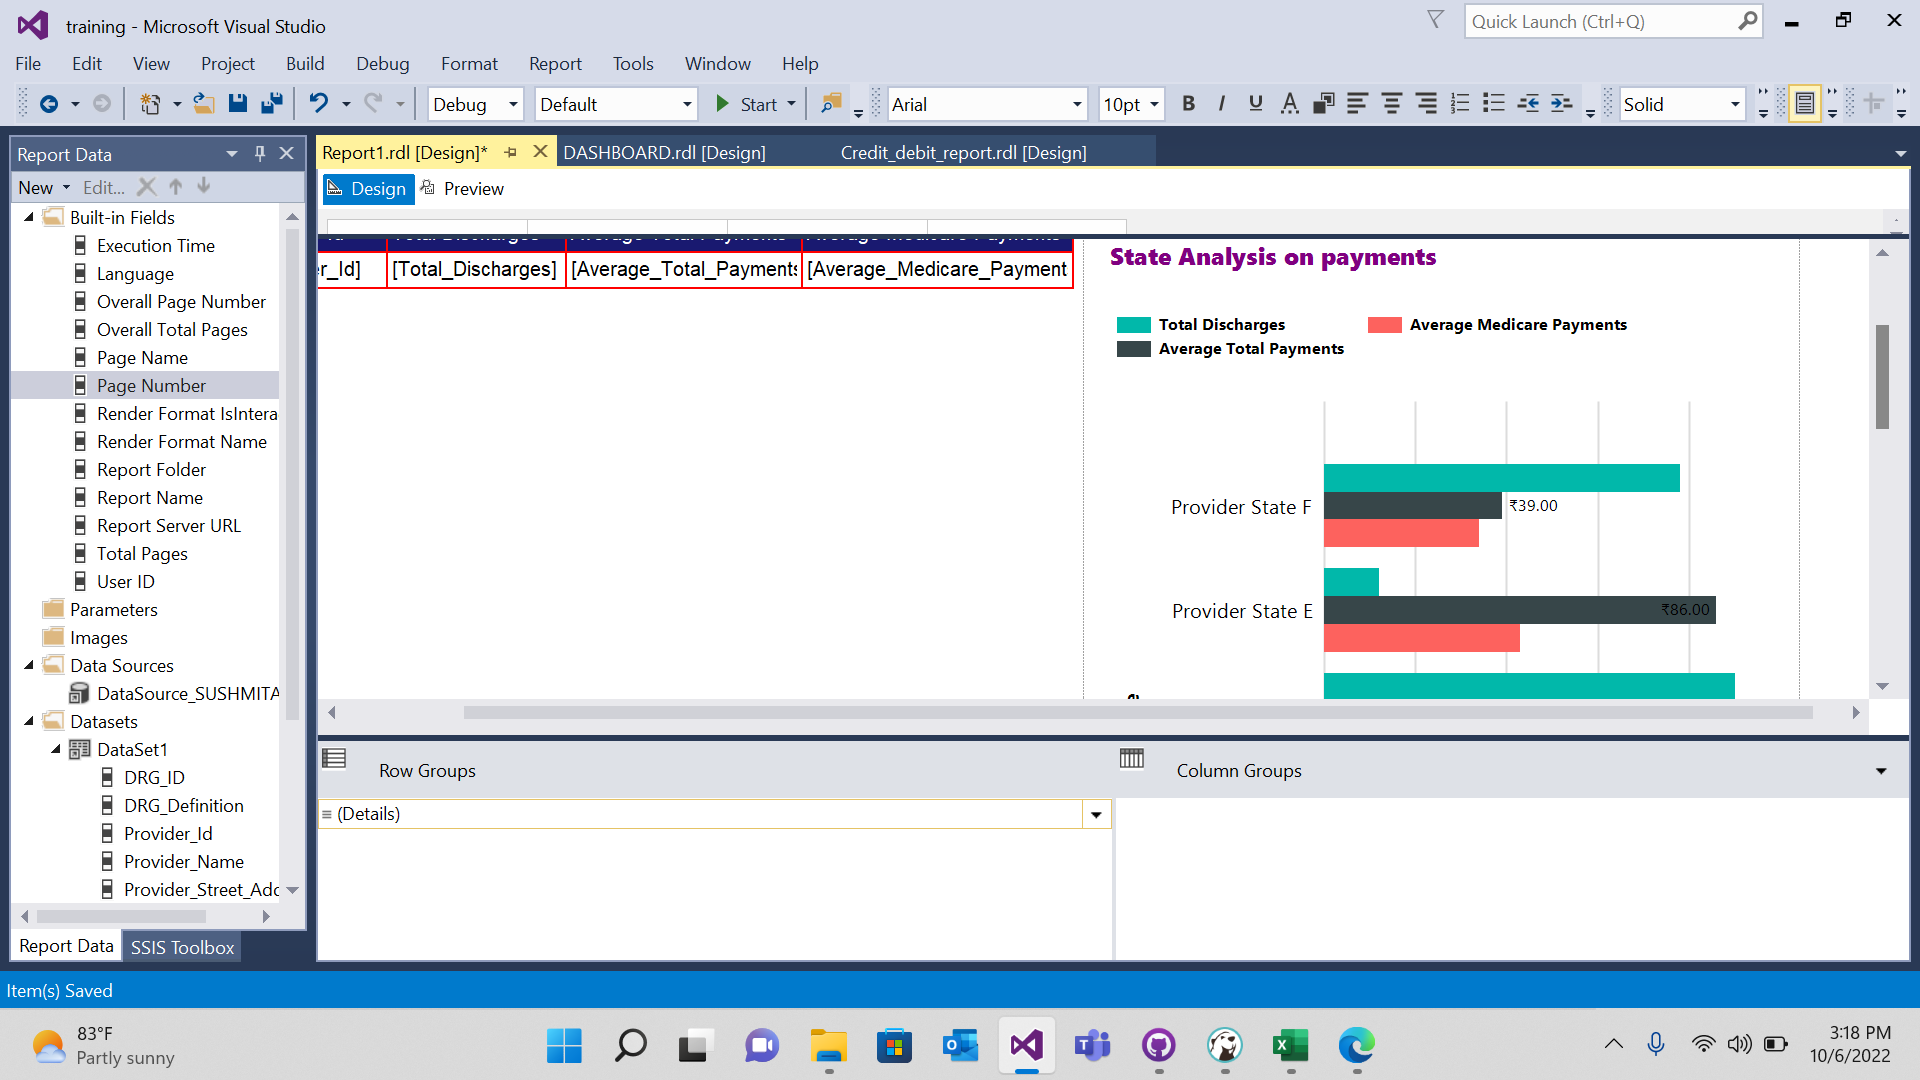 training - Microsoft Visual Studio
Quick Launch (Ctrl+Q)
File Edit View Project Build Debug Format Report Tools Window Help
Debug Default Start Arial 10pt B I U A Solid
Report Data
Report1.rdl [Design]* DASHBOARD.rdl [Design] Credit_debit_report.rdl [Design]
New Edit...
Design Preview
Built-in Fields
Execution Time
Language
Overall Page Number
Overall Total Pages
Page Name
Page Number
Render Format IsIntera
Render Format Name
Report Folder
Report Name
Report Server URL
Total Pages
User ID
Parameters
Images
Data Sources
DataSource_SUSHMITA
Datasets
DataSet1
DRG_ID
DRG_Definition
Provider_Id
Provider_Name
Provider_Street_Adc
Report Data SSIS Toolbox
r_Id] [Total_Discharges] [Average_Total_Payments [Average_Medicare_Payment
State Analysis on payments
Total Discharges Average Medicare Payments
Average Total Payments
Provider State F ₹39.00
Provider State E ₹86.00
Row Groups Column Groups
(Details)
Item(s) Saved
83°F
Partly sunny
3:18 PM
10/6/2022